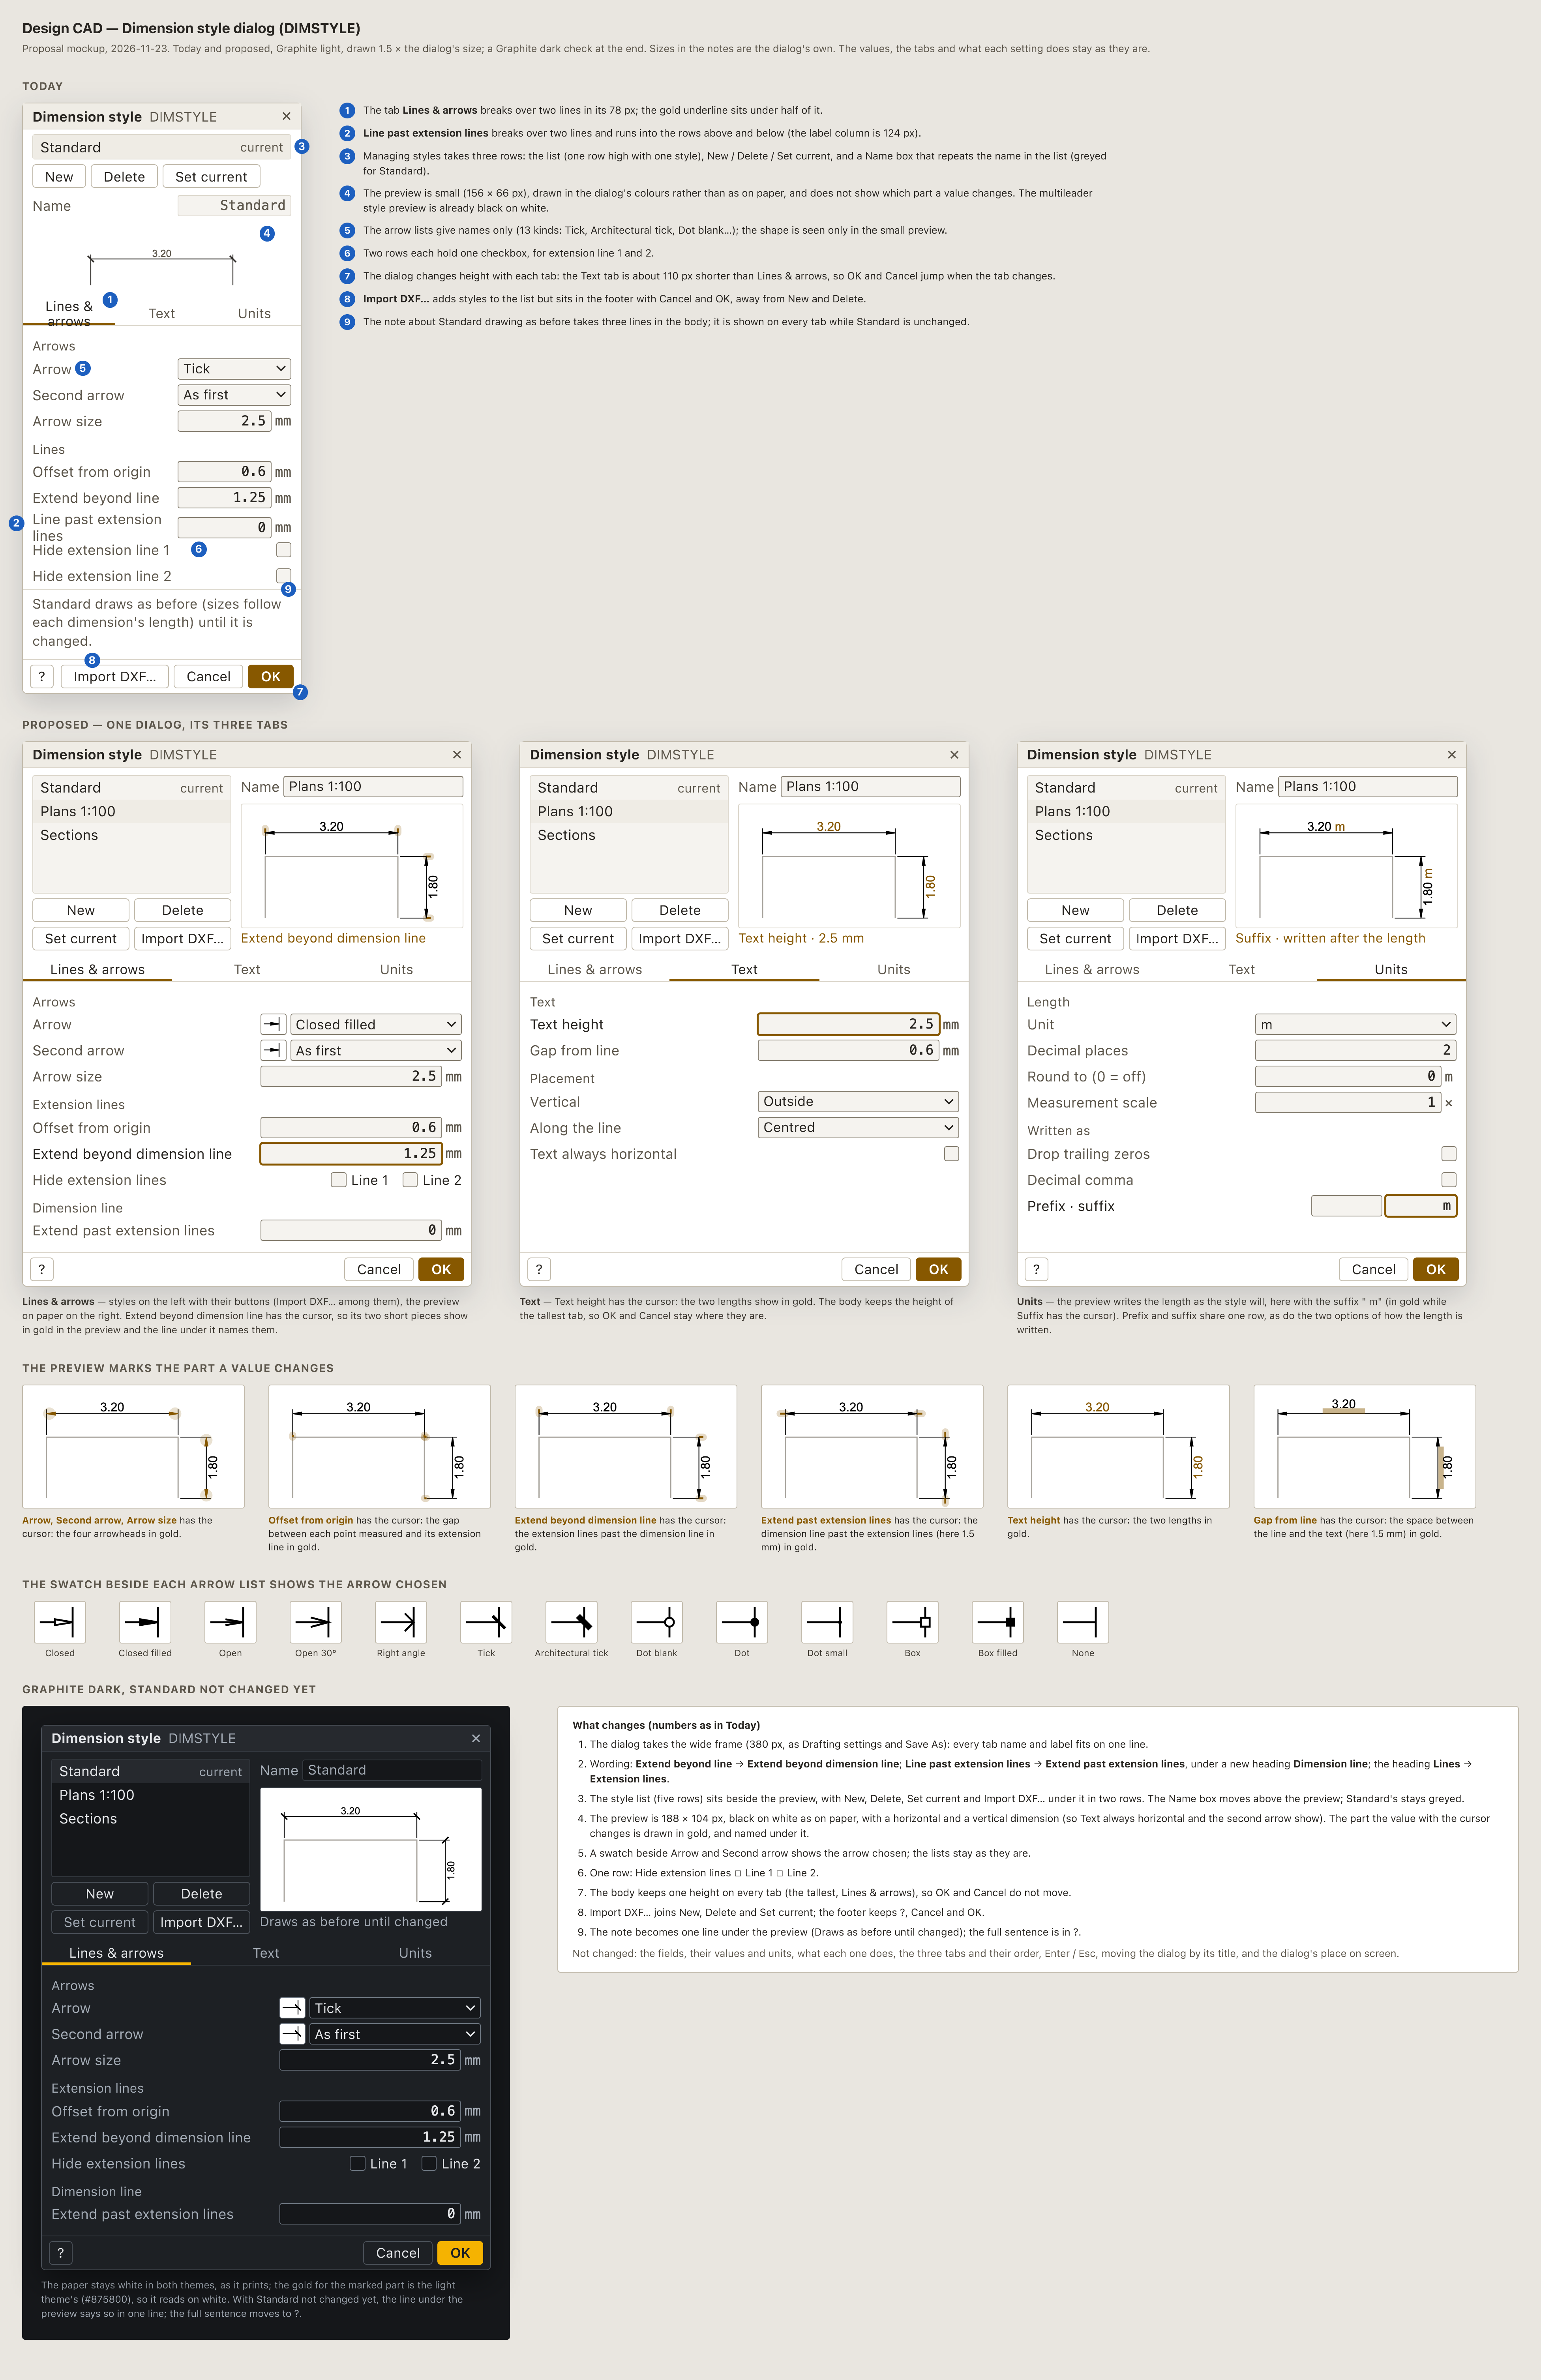 Design CAD — Dimension style dialog (DIMSTYLE)
Proposal mockup, 2026-11-23. Today and proposed, Graphite light, drawn 1.5 × the dialog's size; a Graphite dark check at the end. Sizes in the notes are the dialog's own. The values, the tabs and what each setting does stay as they are.
TODAY
Dimension style DIMSTYLE ×
Standard current 3
New Delete Set current
Name Standard
4
3.20
1
Lines & arrows Text Units
Arrows
Arrow 5 Tick
Second arrow As first
Arrow size 2.5 mm
Lines
Offset from origin 0.6 mm
Extend beyond line 1.25 mm
2 Line past extension lines 0 mm
Hide extension line 1 6
Hide extension line 2
9
Standard draws as before (sizes follow
each dimension's length) until it is
changed.
8
? Import DXF... Cancel OK
7
1 The tab Lines & arrows breaks over two lines in its 78 px; the gold underline sits under half of it.
2 Line past extension lines breaks over two lines and runs into the rows above and below (the label column is 124 px).
3 Managing styles takes three rows: the list (one row high with one style), New / Delete / Set current, and a Name box that repeats the name in the list (greyed
for Standard).
4 The preview is small (156 × 66 px), drawn in the dialog's colours rather than as on paper, and does not show which part a value changes. The multileader
style preview is already black on white.
5 The arrow lists give names only (13 kinds: Tick, Architectural tick, Dot blank...); the shape is seen only in the small preview.
6 Two rows each hold one checkbox, for extension line 1 and 2.
7 The dialog changes height with each tab: the Text tab is about 110 px shorter than Lines & arrows, so OK and Cancel jump when the tab changes.
8 Import DXF... adds styles to the list but sits in the footer with Cancel and OK, away from New and Delete.
9 The note about Standard drawing as before takes three lines in the body; it is shown on every tab while Standard is unchanged.
PROPOSED — ONE DIALOG, ITS THREE TABS
Dimension style DIMSTYLE ×
Standard current
Plans 1:100
Sections
New Delete
Set current Import DXF...
Name Plans 1:100
3.20
1.80
Extend beyond dimension line
Lines & arrows Text Units
Arrows
Arrow Closed filled
Second arrow As first
Arrow size 2.5 mm
Extension lines
Offset from origin 0.6 mm
Extend beyond dimension line 1.25 mm
Hide extension lines Line 1 Line 2
Dimension line
Extend past extension lines 0 mm
? Cancel OK
Lines & arrows — styles on the left with their buttons (Import DXF... among them), the preview
on paper on the right. Extend beyond dimension line has the cursor, so its two short pieces show
in gold in the preview and the line under it names them.
Dimension style DIMSTYLE ×
Standard current
Plans 1:100
Sections
New Delete
Set current Import DXF...
Name Plans 1:100
3.20
1.80
Text height · 2.5 mm
Lines & arrows Text Units
Text
Text height 2.5 mm
Gap from line 0.6 mm
Placement
Vertical Outside
Along the line Centred
Text always horizontal
? Cancel OK
Text — Text height has the cursor: the two lengths show in gold. The body keeps the height of
the tallest tab, so OK and Cancel stay where they are.
Dimension style DIMSTYLE ×
Standard current
Plans 1:100
Sections
New Delete
Set current Import DXF...
Name Plans 1:100
3.20 m
1.80 m
Suffix · written after the length
Lines & arrows Text Units
Length
Unit m
Decimal places 2
Round to (0 = off) 0 m
Measurement scale 1 ×
Written as
Drop trailing zeros
Decimal comma
Prefix · suffix m
? Cancel OK
Units — the preview writes the length as the style will, here with the suffix " m" (in gold while
Suffix has the cursor). Prefix and suffix share one row, as do the two options of how the length is
written.
THE PREVIEW MARKS THE PART A VALUE CHANGES
3.20
1.80
Arrow, Second arrow, Arrow size has the
cursor: the four arrowheads in gold.
3.20
1.80
Offset from origin has the cursor: the gap
between each point measured and its extension
line in gold.
3.20
1.80
Extend beyond dimension line has the cursor:
the extension lines past the dimension line in
gold.
3.20
1.80
Extend past extension lines has the cursor: the
dimension line past the extension lines (here 1.5
mm) in gold.
3.20
1.80
Text height has the cursor: the two lengths in
gold.
3.20
1.80
Gap from line has the cursor: the space between
the line and the text (here 1.5 mm) in gold.
THE SWATCH BESIDE EACH ARROW LIST SHOWS THE ARROW CHOSEN
Closed Closed filled Open Open 30° Right angle Tick Architectural tick Dot blank Dot Dot small Box Box filled None
GRAPHITE DARK, STANDARD NOT CHANGED YET
Dimension style DIMSTYLE ×
Standard current
Plans 1:100
Sections
New Delete
Set current Import DXF...
Name Standard
3.20
1.80
Draws as before until changed
Lines & arrows Text Units
Arrows
Arrow Tick
Second arrow As first
Arrow size 2.5 mm
Extension lines
Offset from origin 0.6 mm
Extend beyond dimension line 1.25 mm
Hide extension lines Line 1 Line 2
Dimension line
Extend past extension lines 0 mm
? Cancel OK
The paper stays white in both themes, as it prints; the gold for the marked part is the light
theme's (#875800), so it reads on white. With Standard not changed yet, the line under the
preview says so in one line; the full sentence moves to ?.
What changes (numbers as in Today)
1. The dialog takes the wide frame (380 px, as Drafting settings and Save As): every tab name and label fits on one line.
2. Wording: Extend beyond line → Extend beyond dimension line; Line past extension lines → Extend past extension lines, under a new heading Dimension line; the heading Lines →
Extension lines.
3. The style list (five rows) sits beside the preview, with New, Delete, Set current and Import DXF... under it in two rows. The Name box moves above the preview; Standard's stays greyed.
4. The preview is 188 × 104 px, black on white as on paper, with a horizontal and a vertical dimension (so Text always horizontal and the second arrow show). The part the value with the cursor
changes is drawn in gold, and named under it.
5. A swatch beside Arrow and Second arrow shows the arrow chosen; the lists stay as they are.
6. One row: Hide extension lines □ Line 1 □ Line 2.
7. The body keeps one height on every tab (the tallest, Lines & arrows), so OK and Cancel do not move.
8. Import DXF... joins New, Delete and Set current; the footer keeps ?, Cancel and OK.
9. The note becomes one line under the preview (Draws as before until changed); the full sentence is in ?.
Not changed: the fields, their values and units, what each one does, the three tabs and their order, Enter / Esc, moving the dialog by its title, and the dialog's place on screen.